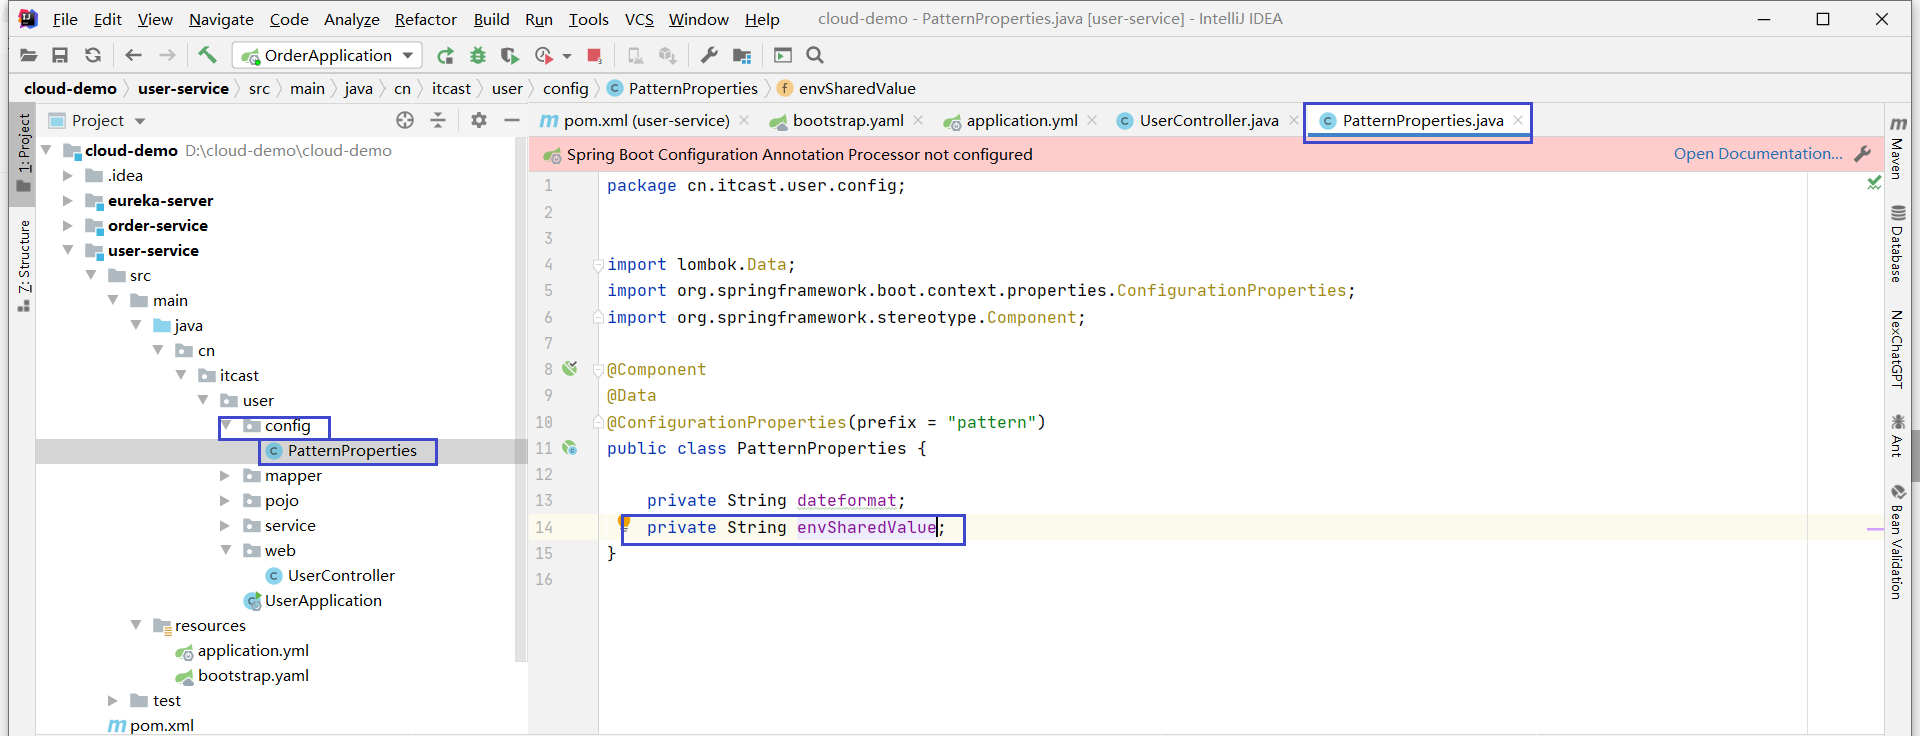 File Edit View Navigate Code Analyze Refactor Build Run Tools VCS Window Help cloud-demo - PatternProperties.java [user-service] - IntelliJ IDEA
OrderApplication
cloud-demo user-service src main java cn itcast user config PatternProperties envSharedValue
1: Project
Z: Structure
Project
cloud-demo D:\cloud-demo\cloud-demo
.idea
eureka-server
order-service
user-service
src
main
java
cn
itcast
user
config
PatternProperties
mapper
pojo
service
web
UserController
UserApplication
resources
application.yml
bootstrap.yaml
test
pom.xml
pom.xml (user-service) bootstrap.yaml application.yml UserController.java PatternProperties.java
Spring Boot Configuration Annotation Processor not configured Open Documentation...
1 package cn.itcast.user.config;
2
3
4 import lombok.Data;
5 import org.springframework.boot.context.properties.ConfigurationProperties;
6 import org.springframework.stereotype.Component;
7
8 @Component
9 @Data
10 @ConfigurationProperties(prefix = "pattern")
11 public class PatternProperties {
12
13 private String dateformat;
14 private String envSharedValue;
15 }
16
Maven
Database
NexChatGPT
Ant
Bean Validation